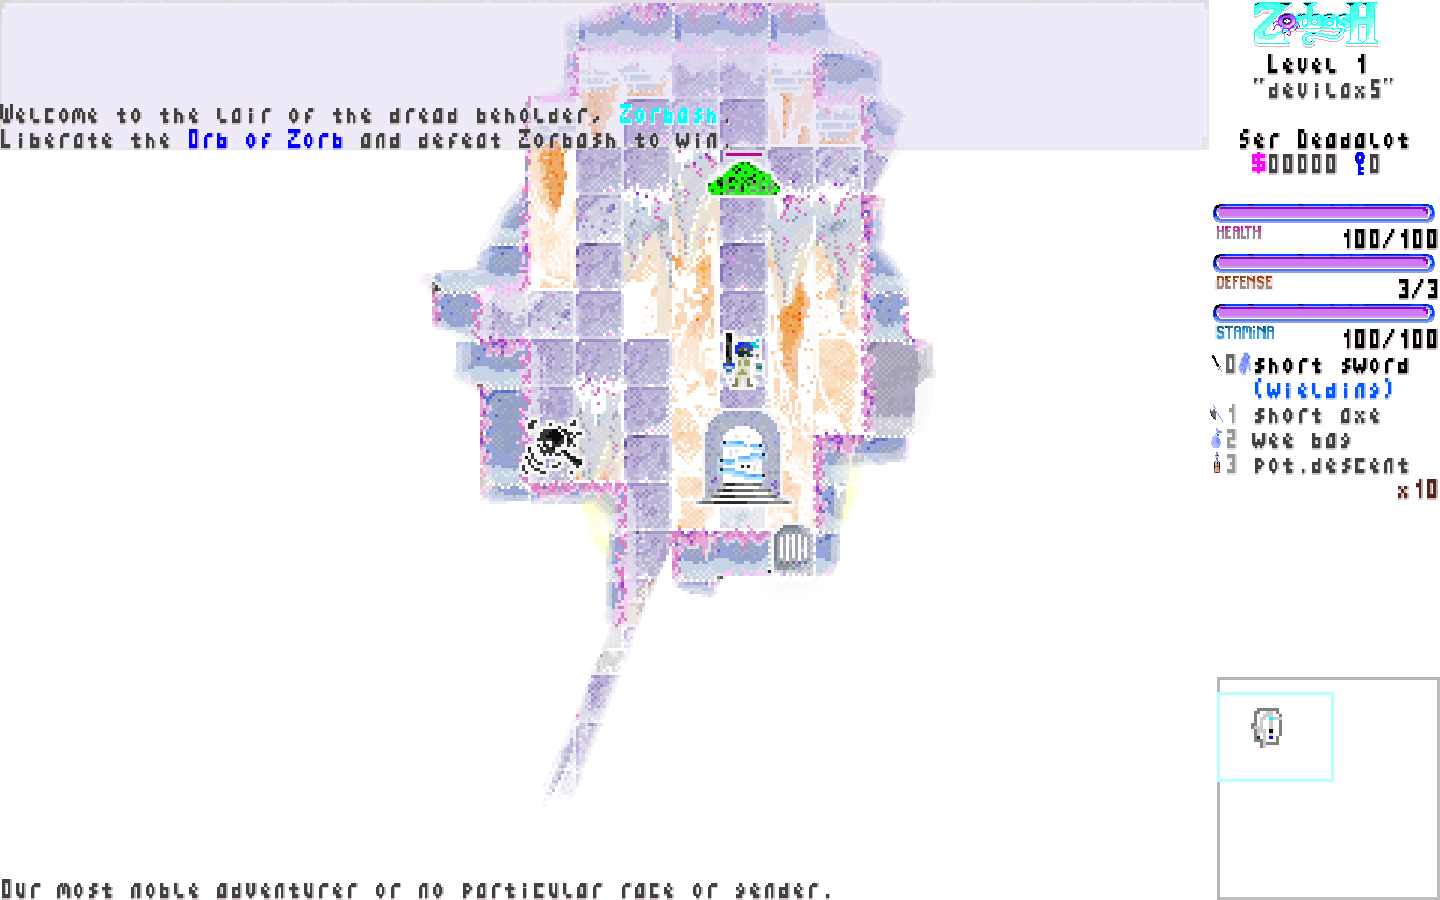 ZorbasH
Level 1
"devilax5"
Welcome to the lair of the dread beholder, Zorbash.
Liberate the Orb of Zorb and defeat Zorbash to win.
Ser Deadalot
$00000 0
HEALTH 100/100
DEFENSE 3/3
STAMINA 100/100
0 short sword
(Wielding)
1 short axe
2 wee bag
3 pot.descent
x10
Our most noble adventurer of no particular race or gender.